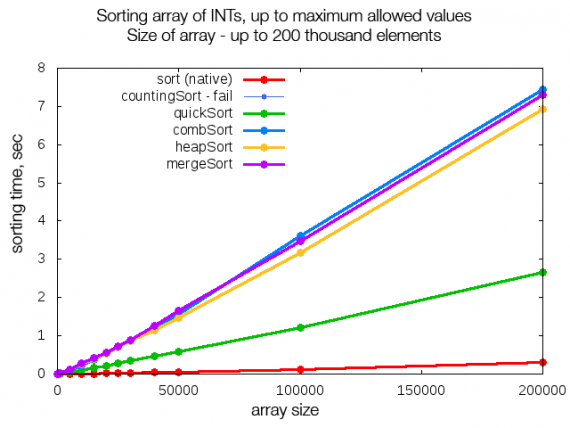 Sorting array of INTs, up to maximum allowed values
Size of array - up to 200 thousand elements
sort (native)
countingSort - fail
quickSort
combSort
heapSort
mergeSort
sorting time, sec
8
7
6
5
4
3
2
1
0
0
50000
100000
150000
200000
array size